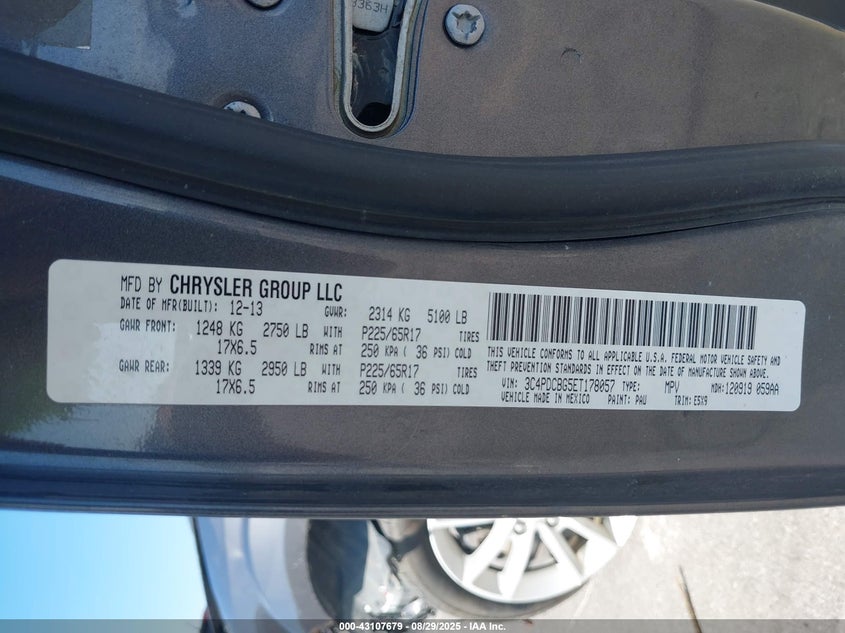 3363H
MFD BY CHRYSLER GROUP LLC
DATE OF MFR(BUILT): 12-13 GVWR: 2314 KG 5100 LB
GAWR FRONT: 1248 KG 2750 LB WITH P225/65R17 TIRES
17X6.5 RIMS AT 250 KPA ( 36 PSI) COLD
GAWR REAR: 1339 KG 2950 LB WITH P225/65R17 TIRES
17X6.5 RIMS AT 250 KPA ( 36 PSI) COLD
THIS VEHICLE CONFORMS TO ALL APPLICABLE U.S.A. FEDERAL MOTOR VEHICLE SAFETY AND
THEFT PREVENTION STANDARDS IN EFFECT ON THE DATE OF MANUFACTURE SHOWN ABOVE.
VIN: 3C4PDCBG5ET178057 TYPE: MPV MDH:120919 059AA
VEHICLE MADE IN MEXICO PAINT: PAU TRIM: E5X9
000-43107679 - 08/29/2025 - IAA Inc.